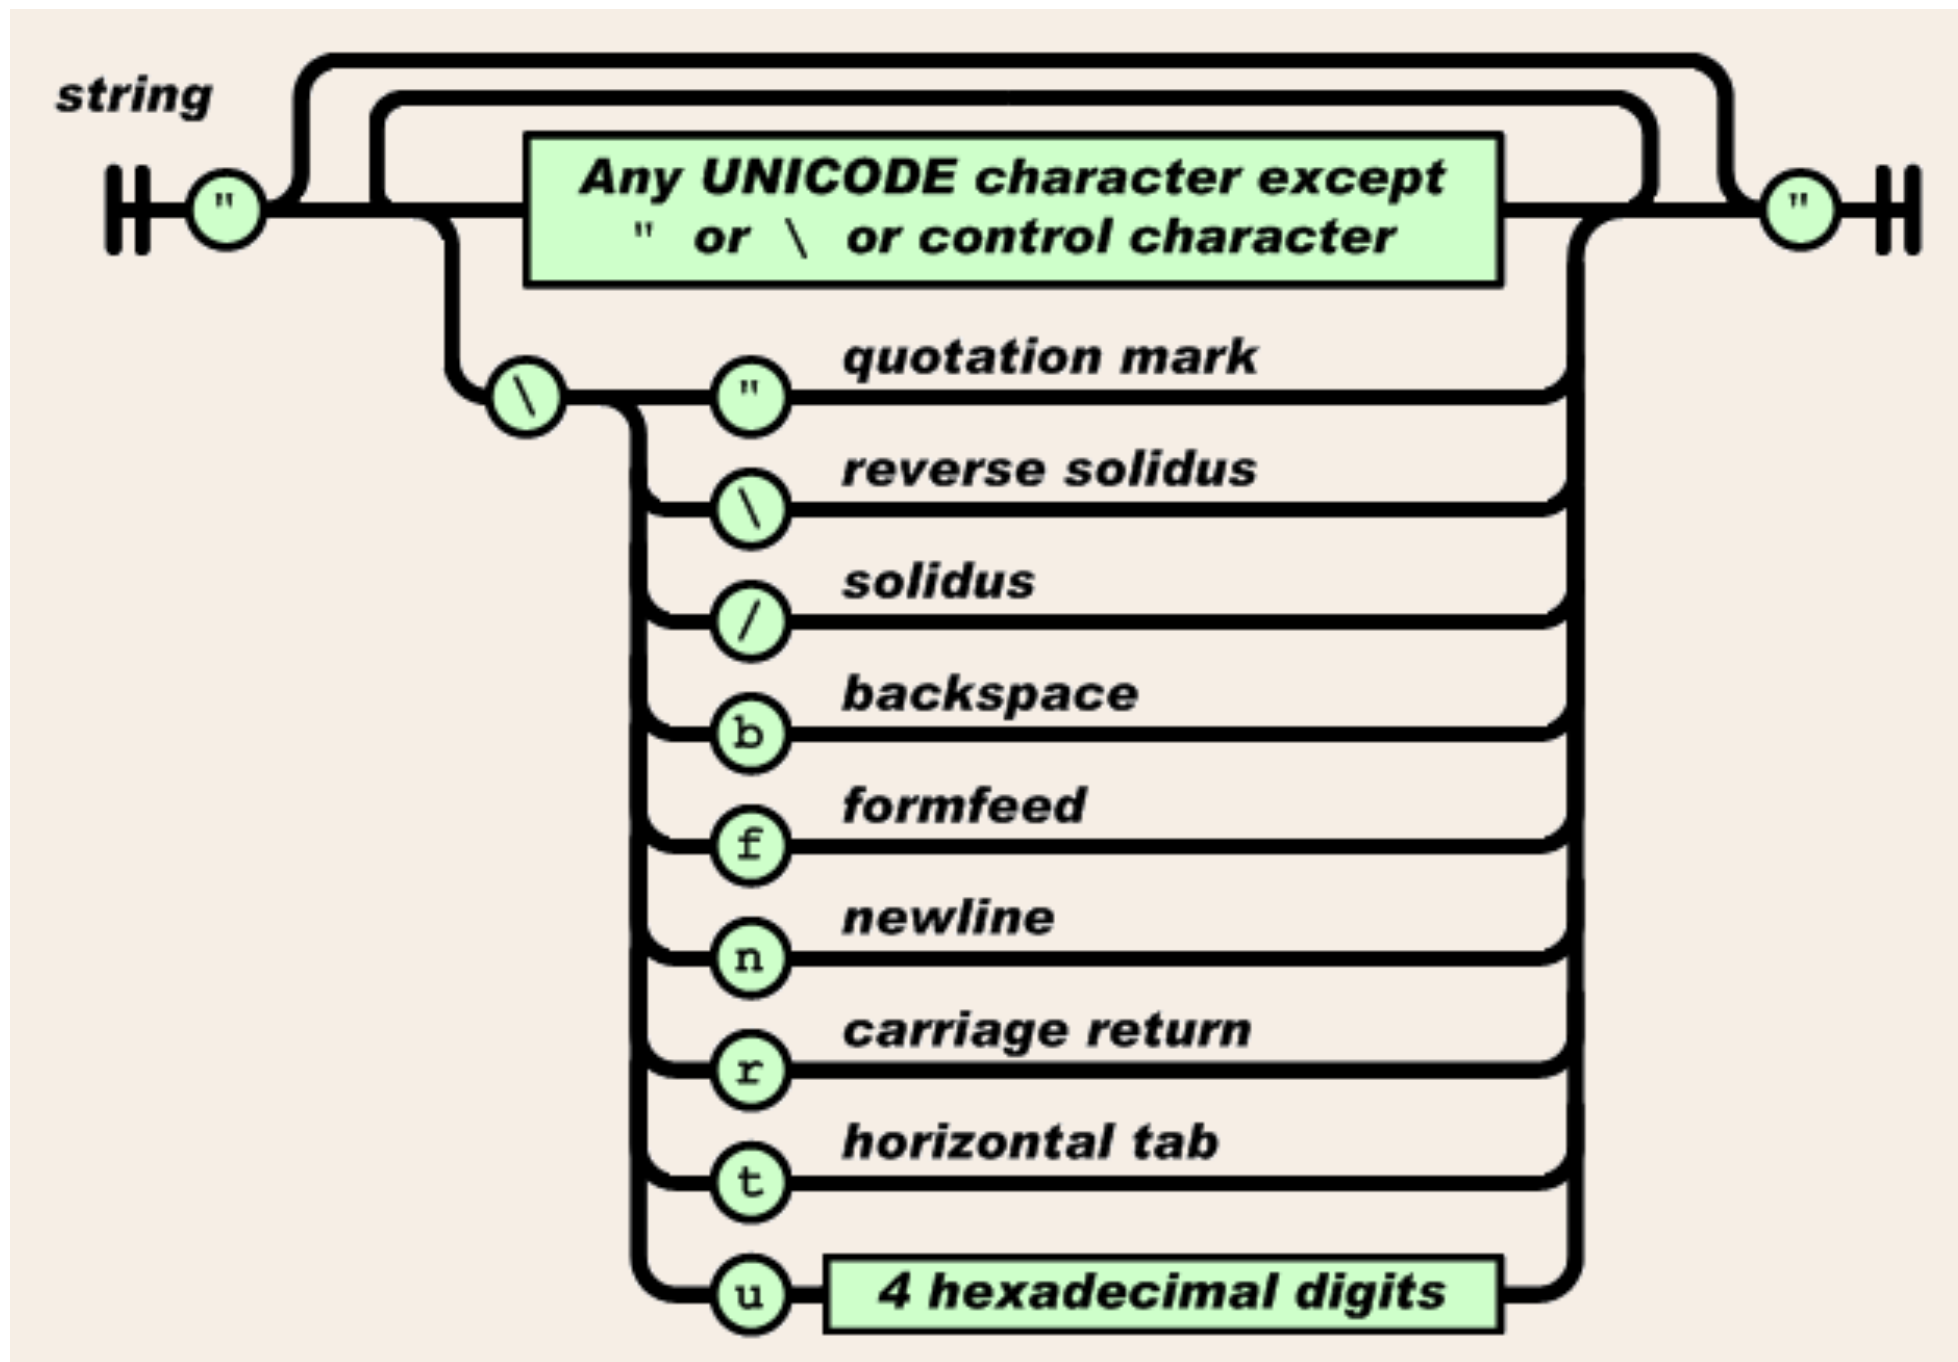 string
"
Any UNICODE character except
" or \ or control character
"
\
" quotation mark
\ reverse solidus
/ solidus
b backspace
f formfeed
n newline
r carriage return
t horizontal tab
u 4 hexadecimal digits